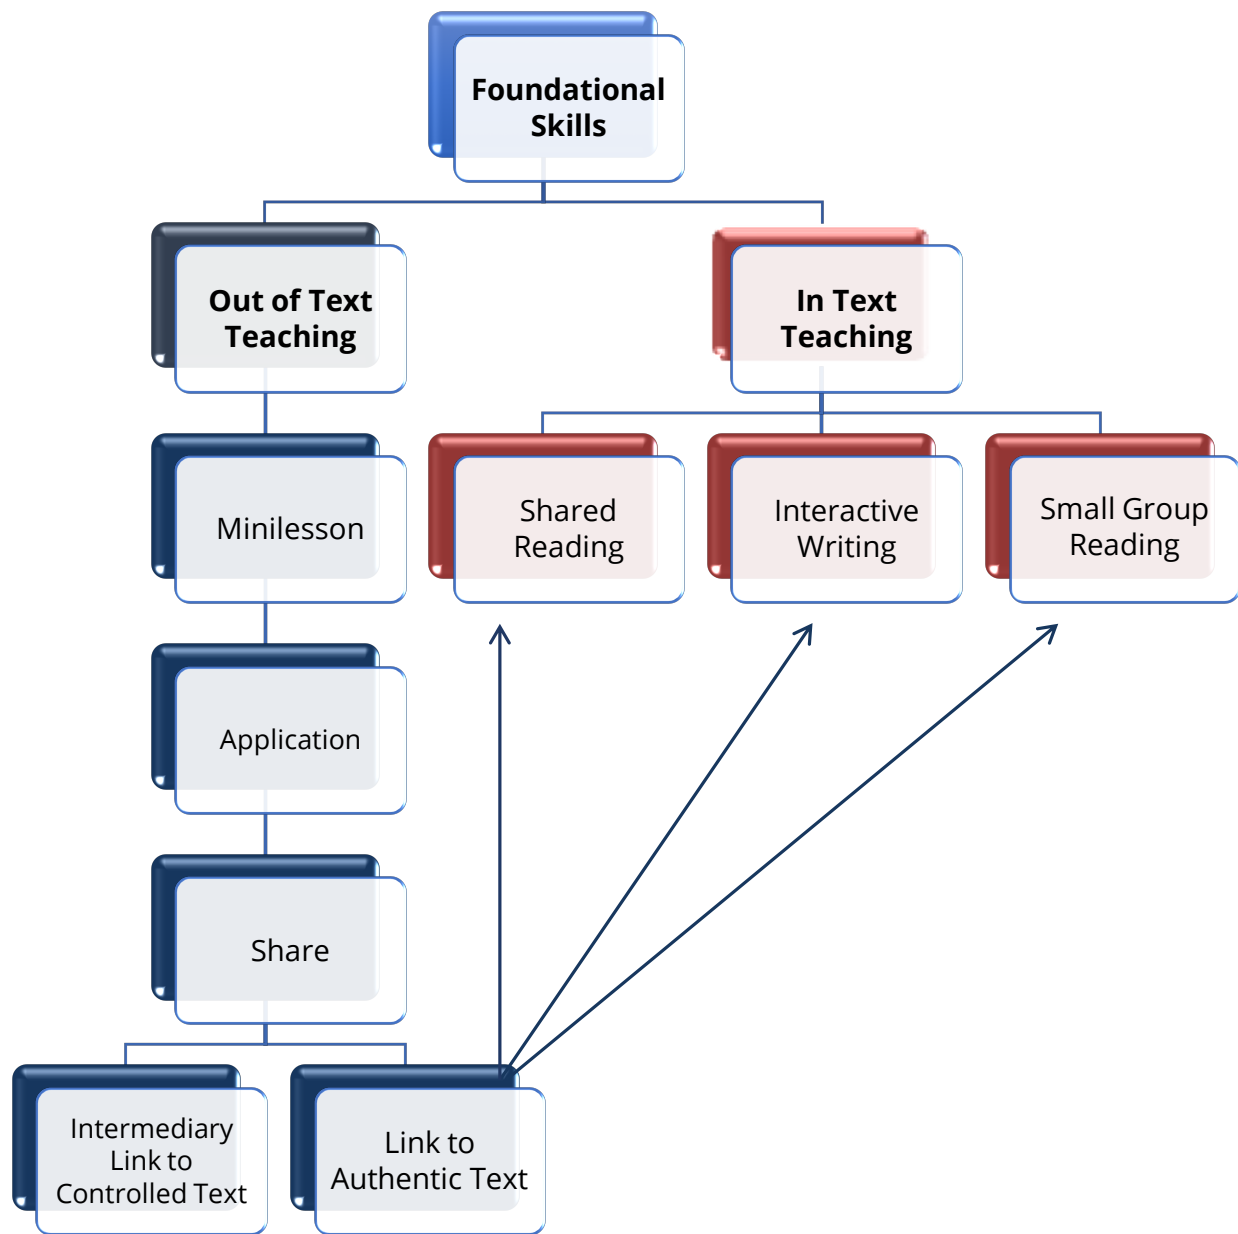 Foundational
Skills
Out of Text
Teaching
In Text
Teaching
Minilesson
Shared
Reading
Interactive
Writing
Small Group
Reading
Application
Share
Intermediary
Link to
Controlled Text
Link to
Authentic Text